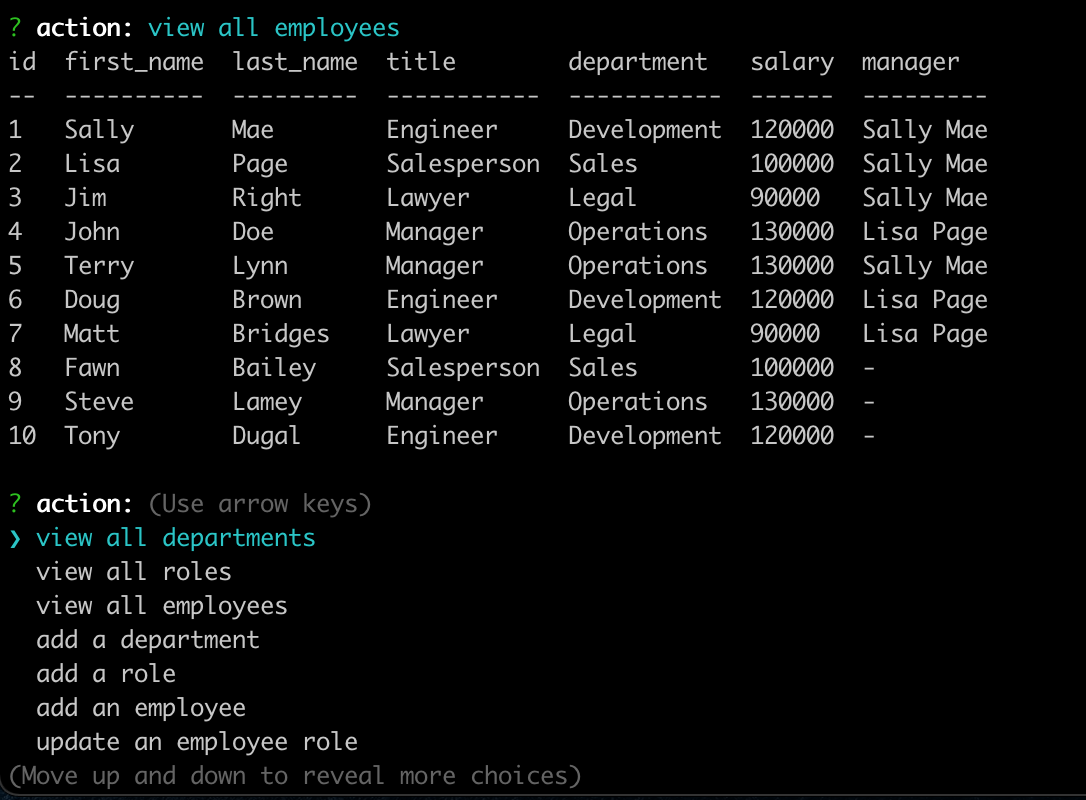 ? action: view all employees
id  first_name  last_name  title        department   salary  manager
--  ----------  ---------  -----------  -----------  ------  ---------
1   Sally       Mae        Engineer     Development  120000  Sally Mae
2   Lisa        Page       Salesperson  Sales        100000  Sally Mae
3   Jim         Right      Lawyer       Legal        90000   Sally Mae
4   John        Doe        Manager      Operations   130000  Lisa Page
5   Terry       Lynn       Manager      Operations   130000  Sally Mae
6   Doug        Brown      Engineer     Development  120000  Lisa Page
7   Matt        Bridges    Lawyer       Legal        90000   Lisa Page
8   Fawn        Bailey     Salesperson  Sales        100000  -
9   Steve       Lamey      Manager      Operations   130000  -
10  Tony        Dugal      Engineer     Development  120000  -
? action: (Use arrow keys)
❯ view all departments
  view all roles
  view all employees
  add a department
  add a role
  add an employee
  update an employee role
(Move up and down to reveal more choices)